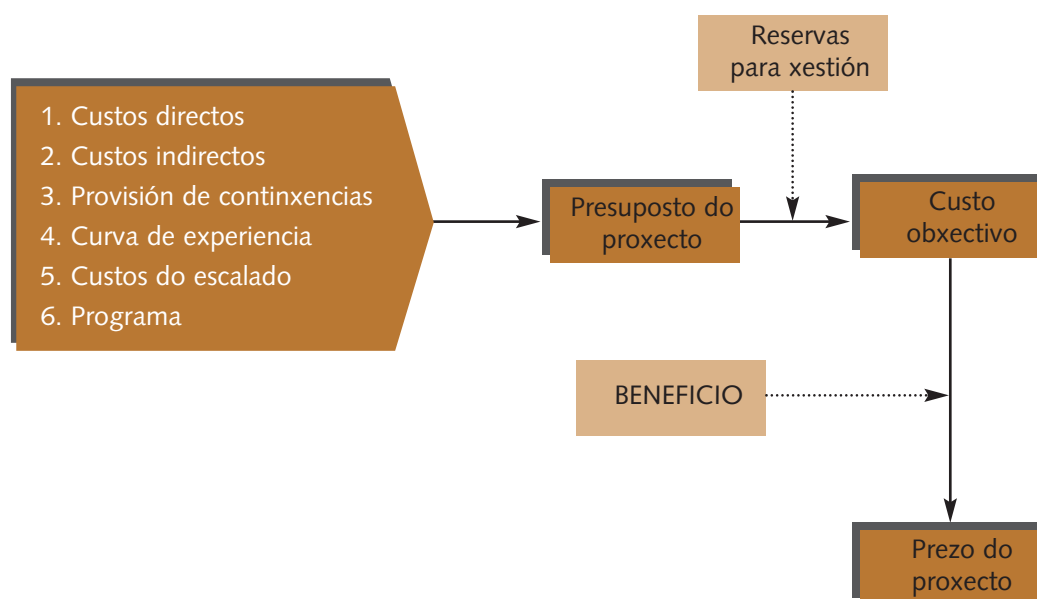 Reservas
para xestión
1. Custos directos
2. Custos indirectos
3. Provisión de continxencias
4. Curva de experiencia
5. Custos do escalado
6. Programa
Presuposto do
proxecto
Custo
obxectivo
BENEFICIO
Prezo do
proxecto